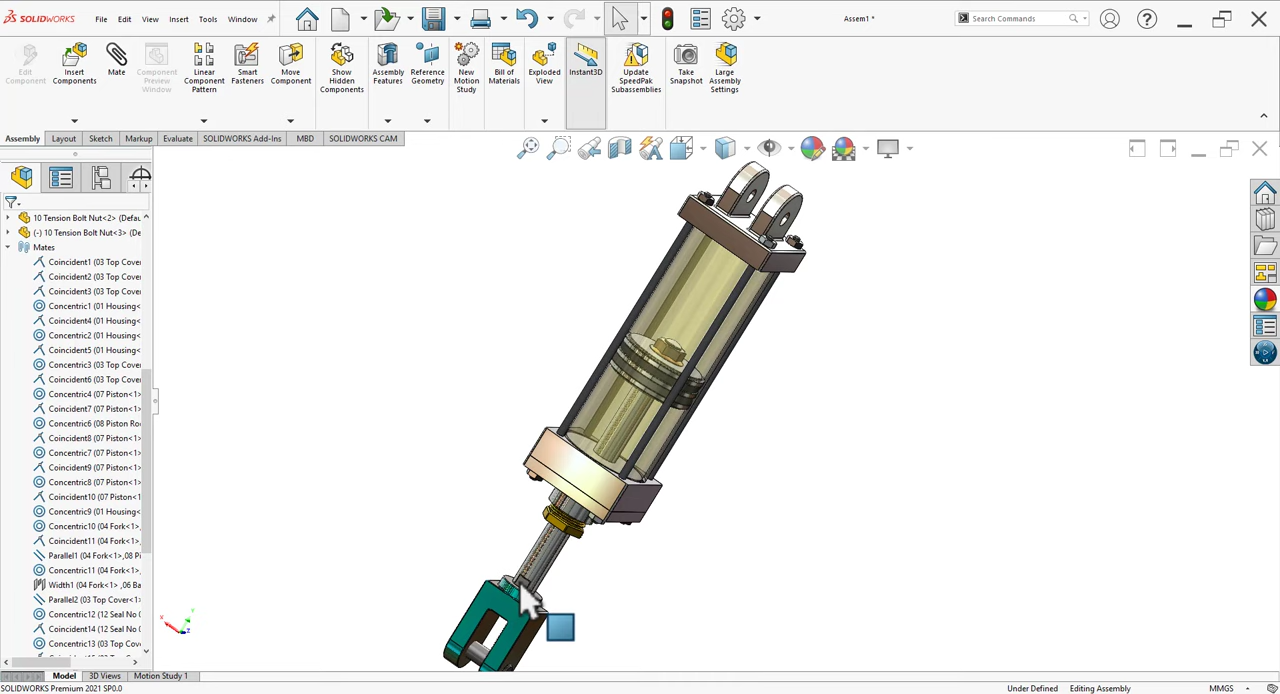 SOLIDWORKS File Edit View Insert Tools Window Assem1 * Search Commands
Edit Component
Insert Components
Mate
Component Preview Window
Linear Component Pattern
Smart Fasteners
Move Component
Show Hidden Components
Assembly Features
Reference Geometry
New Motion Study
Bill of Materials
Exploded View
Instant3D
Update SpeedPak Subassemblies
Take Snapshot
Large Assembly Settings
Assembly Layout Sketch Markup Evaluate SOLIDWORKS Add-Ins MBD SOLIDWORKS CAM
10 Tension Bolt Nut<2> (Defau
(-) 10 Tension Bolt Nut<3> (De
Mates
Coincident1 (03 Top Cover
Coincident2 (03 Top Cover
Coincident3 (03 Top Cover
Concentric1 (01 Housing<
Coincident4 (01 Housing<
Concentric2 (01 Housing<
Coincident5 (01 Housing<
Concentric3 (03 Top Cover
Coincident6 (03 Top Cover
Concentric4 (07 Piston<1>
Coincident7 (07 Piston<1>
Concentric6 (08 Piston Ro
Coincident8 (07 Piston<1>
Concentric7 (07 Piston<1>
Coincident9 (07 Piston<1>
Concentric8 (07 Piston<1>
Coincident10 (07 Piston<1
Concentric9 (01 Housing<
Concentric10 (04 Fork<1>
Coincident11 (04 Fork<1>
Parallel1 (04 Fork<1>,08 Pi
Concentric11 (04 Fork<1>
Width1 (04 Fork<1> ,06 Ba
Parallel2 (03 Top Cover<1>
Concentric12 (12 Seal No
Coincident14 (12 Seal No
Concentric13 (03 Top Cove
X Y Z
Model 3D Views Motion Study 1
SOLIDWORKS Premium 2021 SP0.0 Under Defined Editing Assembly MMGS